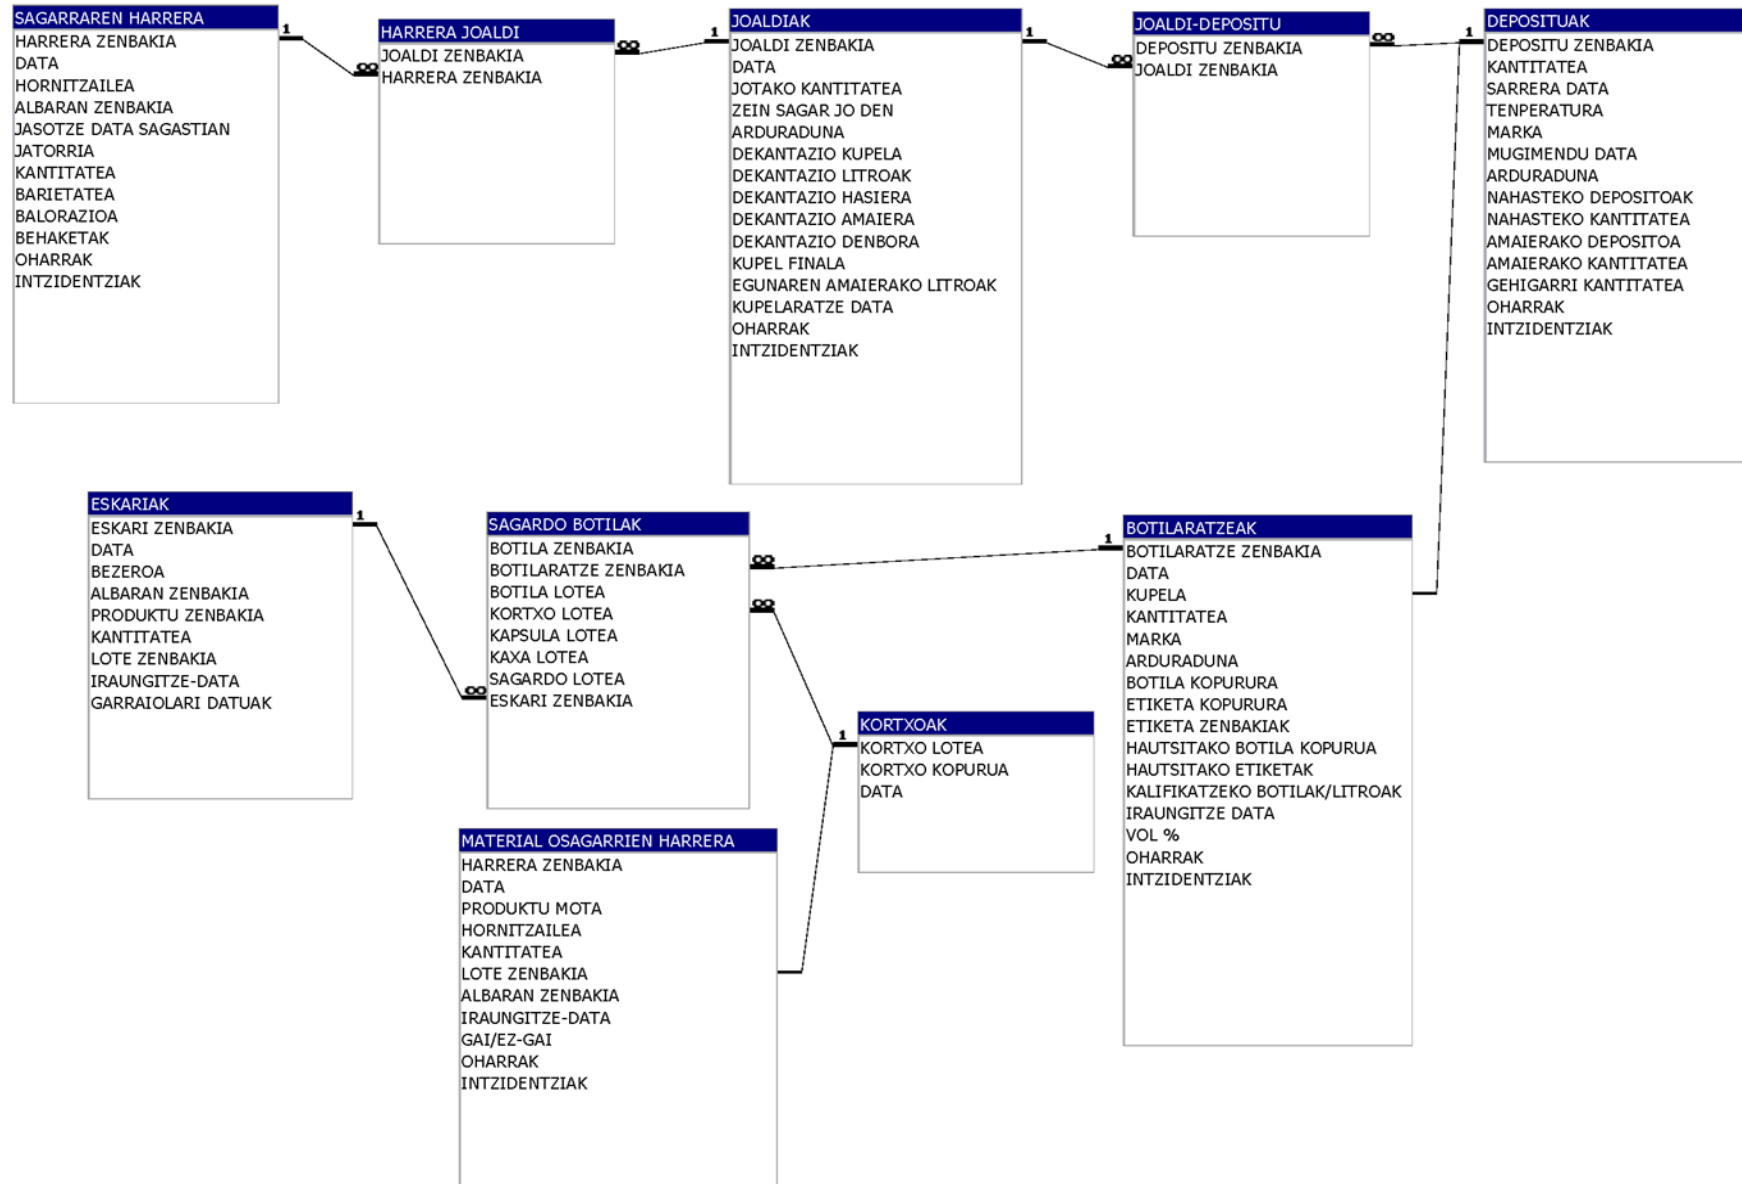 SAGARRAREN HARRERA
HARRERA ZENBAKIA
DATA
HORNITZAILEA
ALBARAN ZENBAKIA
JASOTZE DATA SAGASTIAN
JATORRIA
KANTITATEA
BARIETATEA
BALORAZIOA
BEHAKETAK
OHARRAK
INTZIDENTZIAK
1
∞
HARRERA JOALDI
JOALDI ZENBAKIA
HARRERA ZENBAKIA
∞
1
JOALDIAK
JOALDI ZENBAKIA
DATA
JOTAKO KANTITATEA
ZEIN SAGAR JO DEN
ARDURADUNA
DEKANTAZIO KUPELA
DEKANTAZIO LITROAK
DEKANTAZIO HASIERA
DEKANTAZIO AMAIERA
DEKANTAZIO DENBORA
KUPEL FINALA
EGUNAREN AMAIERAKO LITROAK
KUPELARATZE DATA
OHARRAK
INTZIDENTZIAK
1
∞
JOALDI-DEPOSITU
DEPOSITU ZENBAKIA
JOALDI ZENBAKIA
∞
1
DEPOSITUAK
DEPOSITU ZENBAKIA
KANTITATEA
SARRERA DATA
TENPERATURA
MARKA
MUGIMENDU DATA
ARDURADUNA
NAHASTEKO DEPOSITOAK
NAHASTEKO KANTITATEA
AMAIERAKO DEPOSITOA
AMAIERAKO KANTITATEA
GEHIGARRI KANTITATEA
OHARRAK
INTZIDENTZIAK
ESKARIAK
ESKARI ZENBAKIA
DATA
BEZEROA
ALBARAN ZENBAKIA
PRODUKTU ZENBAKIA
KANTITATEA
LOTE ZENBAKIA
IRAUNGITZE-DATA
GARRAIOLARI DATUAK
1
∞
SAGARDO BOTILAK
BOTILA ZENBAKIA
BOTILARATZE ZENBAKIA
BOTILA LOTEA
KORTXO LOTEA
KAPSULA LOTEA
KAXA LOTEA
SAGARDO LOTEA
ESKARI ZENBAKIA
∞
∞
1
BOTILARATZEAK
BOTILARATZE ZENBAKIA
DATA
KUPELA
KANTITATEA
MARKA
ARDURADUNA
BOTILA KOPURURA
ETIKETA KOPURURA
ETIKETA ZENBAKIAK
HAUTSITAKO BOTILA KOPURUA
HAUTSITAKO ETIKETAK
KALIFIKATZEKO BOTILAK/LITROAK
IRAUNGITZE DATA
VOL %
OHARRAK
INTZIDENTZIAK
1
KORTXOAK
KORTXO LOTEA
KORTXO KOPURUA
DATA
MATERIAL OSAGARRIEN HARRERA
HARRERA ZENBAKIA
DATA
PRODUKTU MOTA
HORNITZAILEA
KANTITATEA
LOTE ZENBAKIA
ALBARAN ZENBAKIA
IRAUNGITZE-DATA
GAI/EZ-GAI
OHARRAK
INTZIDENTZIAK